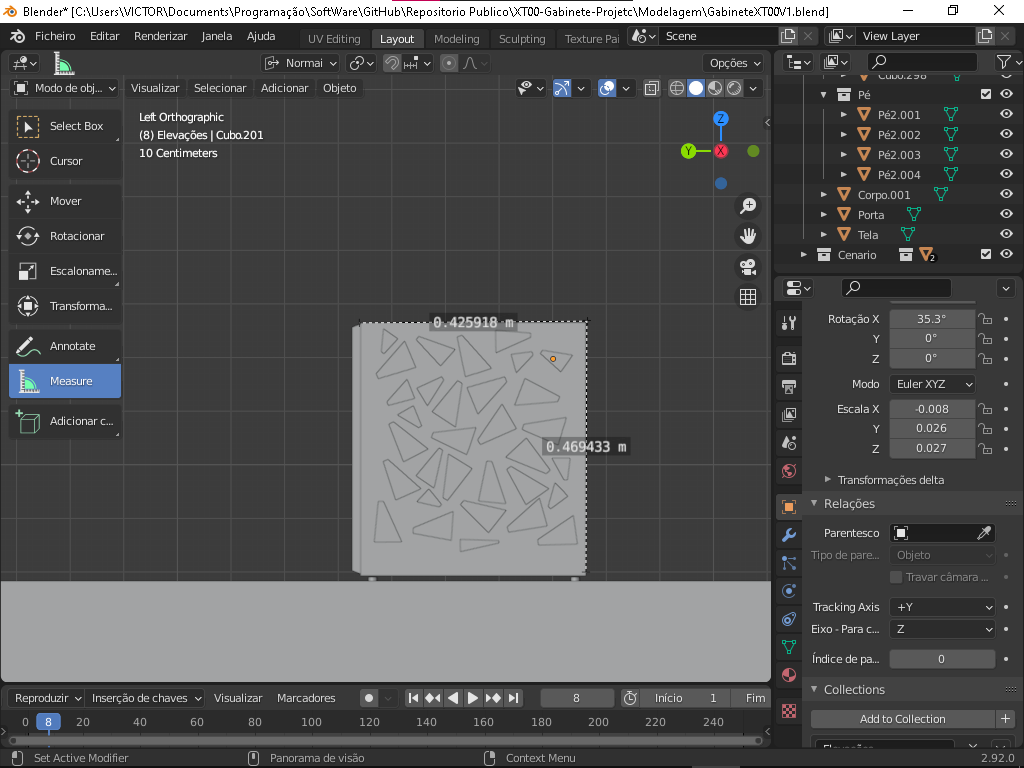 Blender* [C:\Users\VICTOR\Documents\Programação\SoftWare\GitHub\Repositorio Publico\XT00-Gabinete-Projetc\Modelagem\GabineteXT00V1.blend]
Ficheiro Editar Renderizar Janela Ajuda UV Editing Layout Modeling Sculpting Texture Pai Scene View Layer
Normai Opções
Modo de obj... Visualizar Selecionar Adicionar Objeto
Left Orthographic
(8) Elevações | Cubo.201
10 Centimeters
Select Box
Cursor
Mover
Rotacionar
Escaloname...
Transforma...
Annotate
Measure
Adicionar c...
Z
Y
X
0.425918 m
0.469433 m
Cubo.298
Pé
Pé2.001
Pé2.002
Pé2.003
Pé2.004
Corpo.001
Porta
Tela
Cenario 2
Rotação X 35.3°
Y 0°
Z 0°
Modo Euler XYZ
Escala X -0.008
Y 0.026
Z 0.027
Transformações delta
Relações
Parentesco
Tipo de pare... Objeto
Travar câmara ...
Tracking Axis +Y
Eixo - Para c... Z
Índice de pa... 0
Collections
Add to Collection
Elevações
Reproduzir Inserção de chaves Visualizar Marcadores 8 Início 1 Fim
0 8 20 40 60 80 100 120 140 160 180 200 220 240
Set Active Modifier Panorama de visão Context Menu 2.92.0